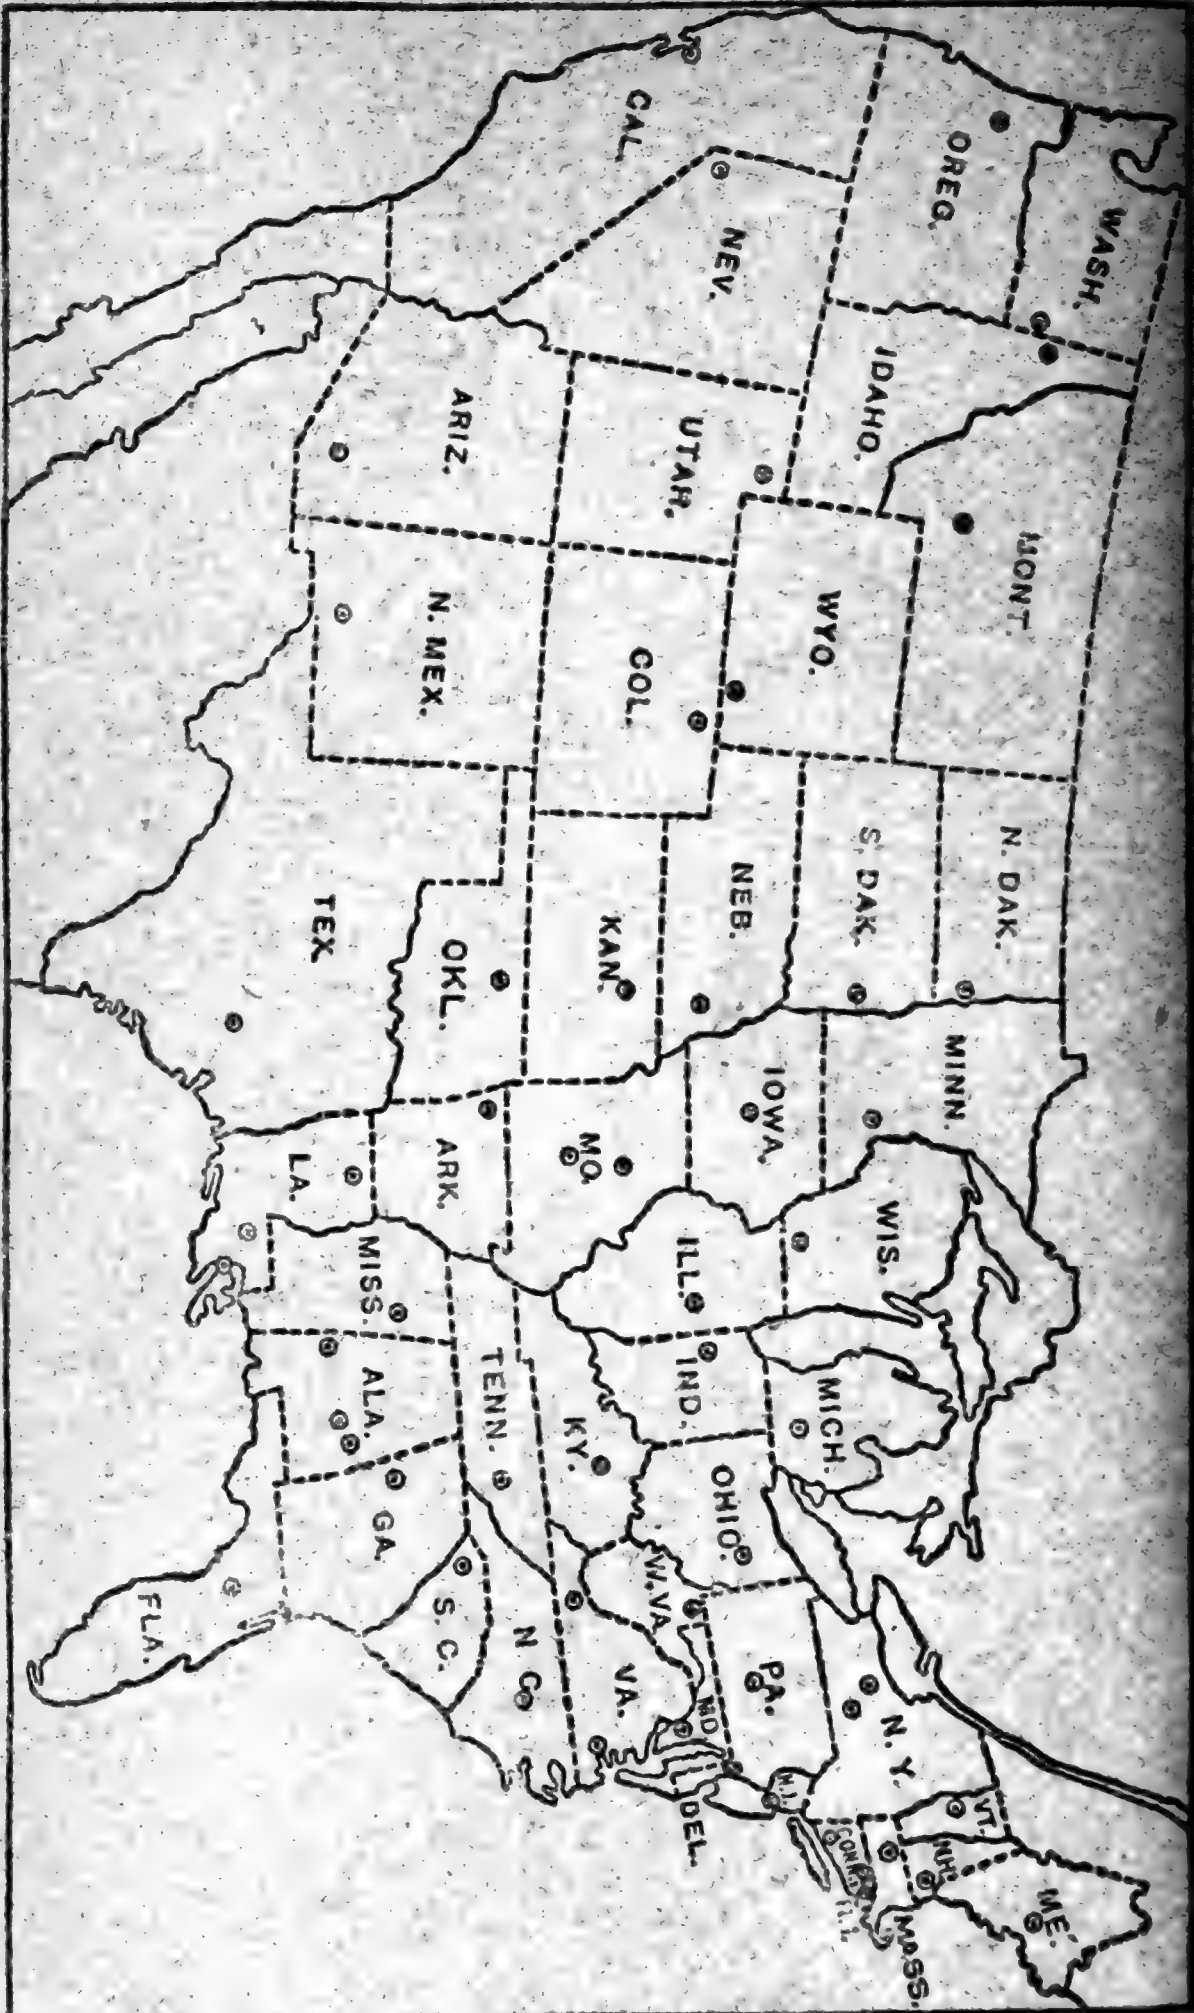 WASH.
OREG.
CAL.
NEV.
IDAHO.
MONT.
WYO.
UTAH.
ARIZ.
COL.
N. MEX.
N. DAK.
S. DAK.
NEB.
KAN.
OKL.
TEX.
MINN.
IOWA.
MO.
ARK.
LA.
WIS.
ILL.
MISS.
MICH.
IND.
KY.
TENN.
ALA.
OHIO.
GA.
FLA.
W.VA.
VA.
N. C.
S. C.
PA.
MD.
DEL.
N. Y.
N.J.
VT.
N.H.
ME.
MASS.
CONN.
R.I.